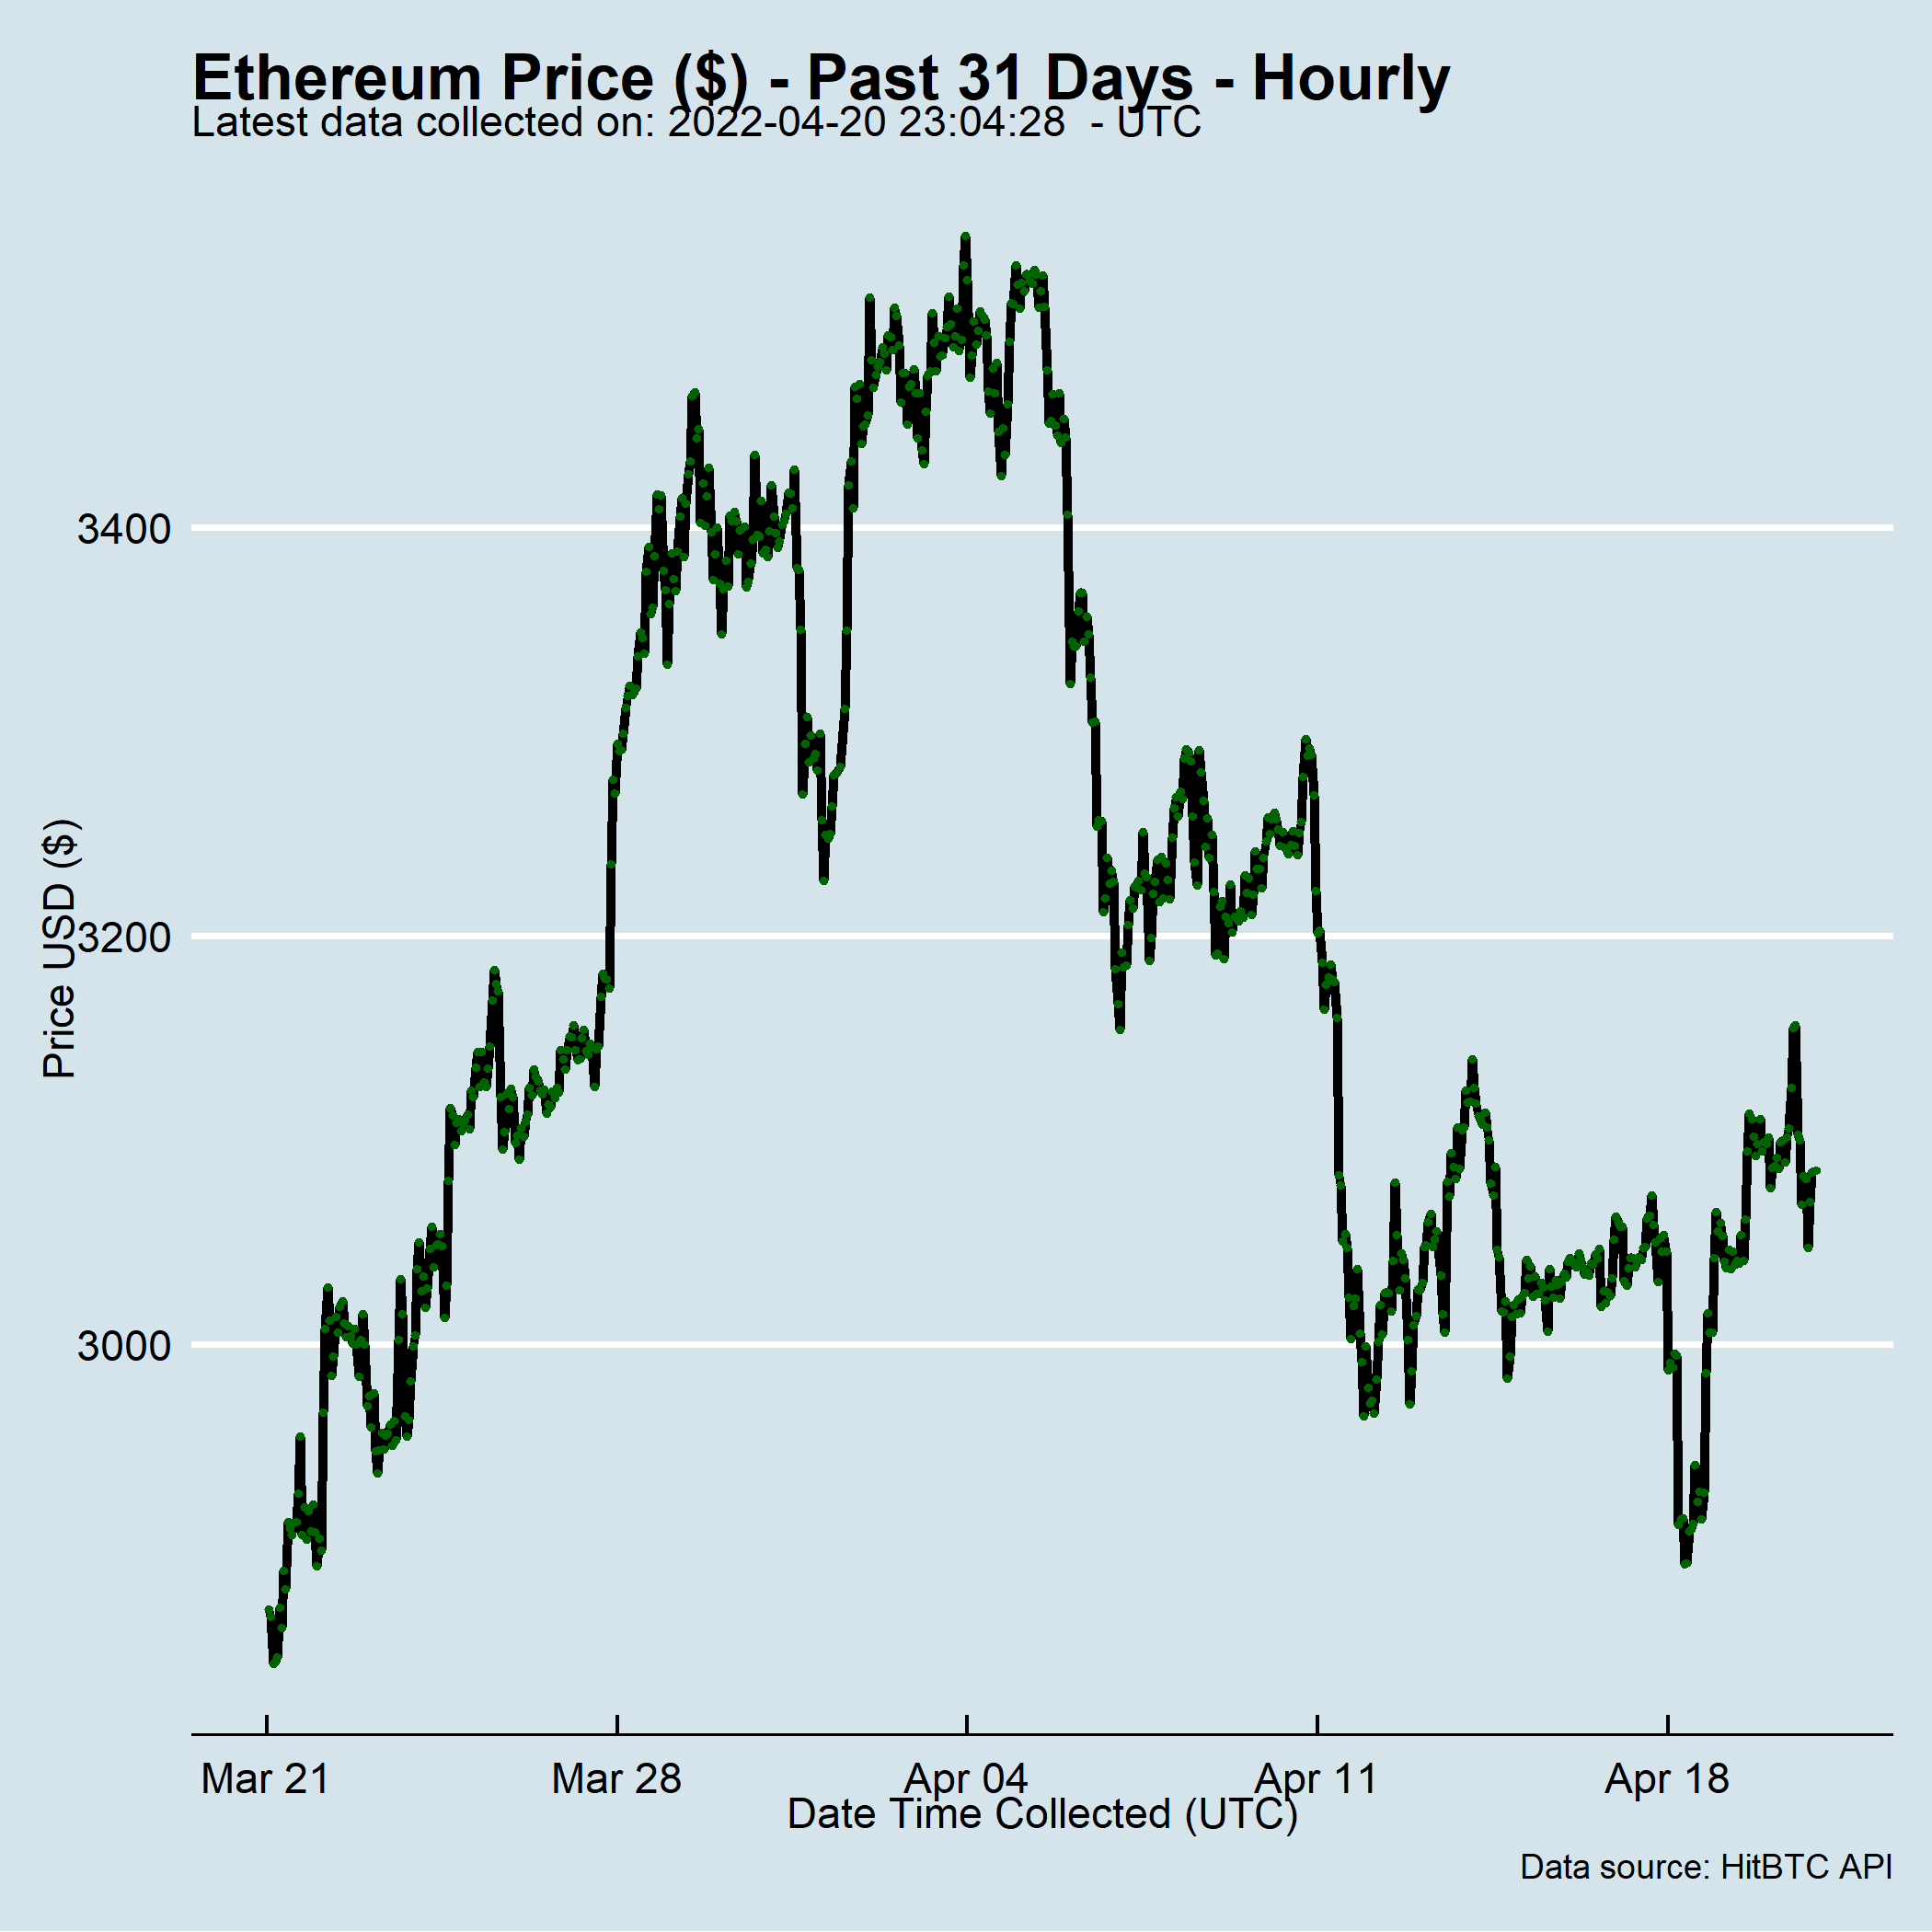 Ethereum Price ($) - Past 31 Days - Hourly
Latest data collected on: 2022-04-20 23:04:28  - UTC
Price USD ($)
3400
3200
3000
Mar 21 Mar 28 Apr 04 Apr 11 Apr 18
Date Time Collected (UTC)
Data source: HitBTC API